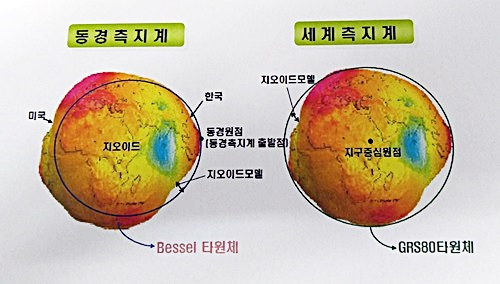 동경측지계
세계측지계
미국
한국
지오이드
동경원점
(동경측지계 출발점)
지오이드모델
Bessel 타원체
지오이드모델
지구중심원점
GRS80타원체